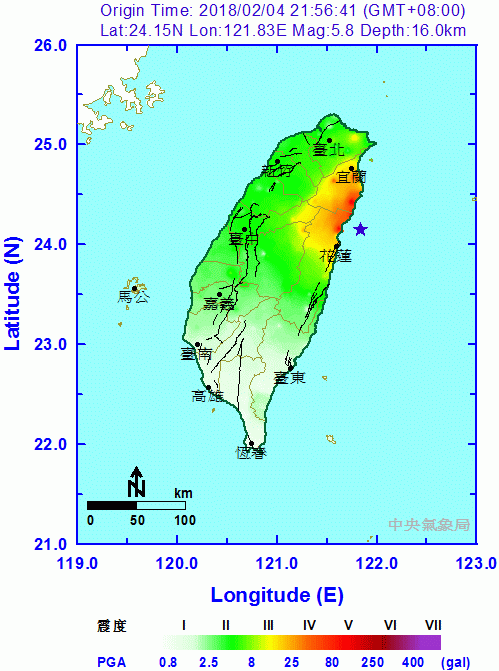 Origin Time: 2018/02/04 21:56:41 (GMT+08:00)
Lat:24.15N Lon:121.83E Mag:5.8 Depth:16.0km
26.0
25.0
臺北
新竹
宜蘭
臺中
24.0
花蓮
Latitude (N)
馬公
嘉義
23.0
臺南
臺東
高雄
22.0
恆春
N
km
0 50 100
中央氣象局
21.0
119.0 120.0 121.0 122.0 123.0
Longitude (E)
震度 I II III IV V VI VII
PGA 0.8 2.5 8 25 80 250 400 (gal)